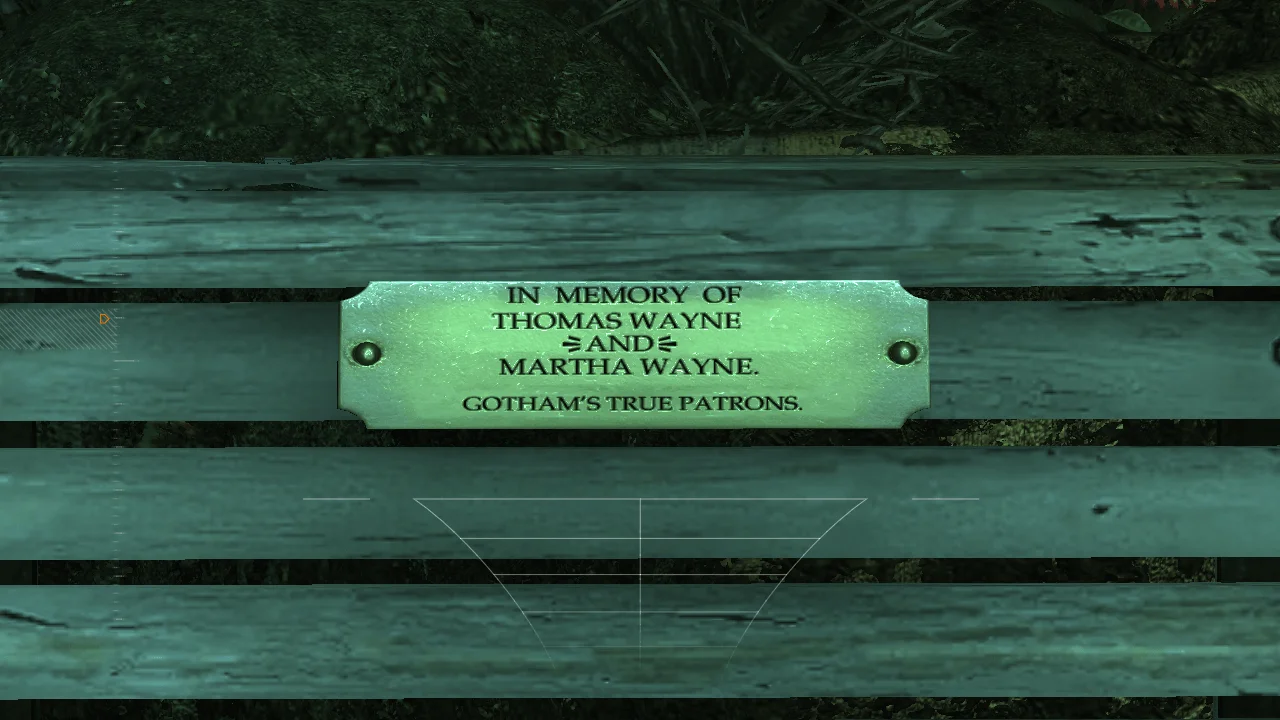 IN MEMORY OF
THOMAS WAYNE
AND
MARTHA WAYNE.
GOTHAM'S TRUE PATRONS.